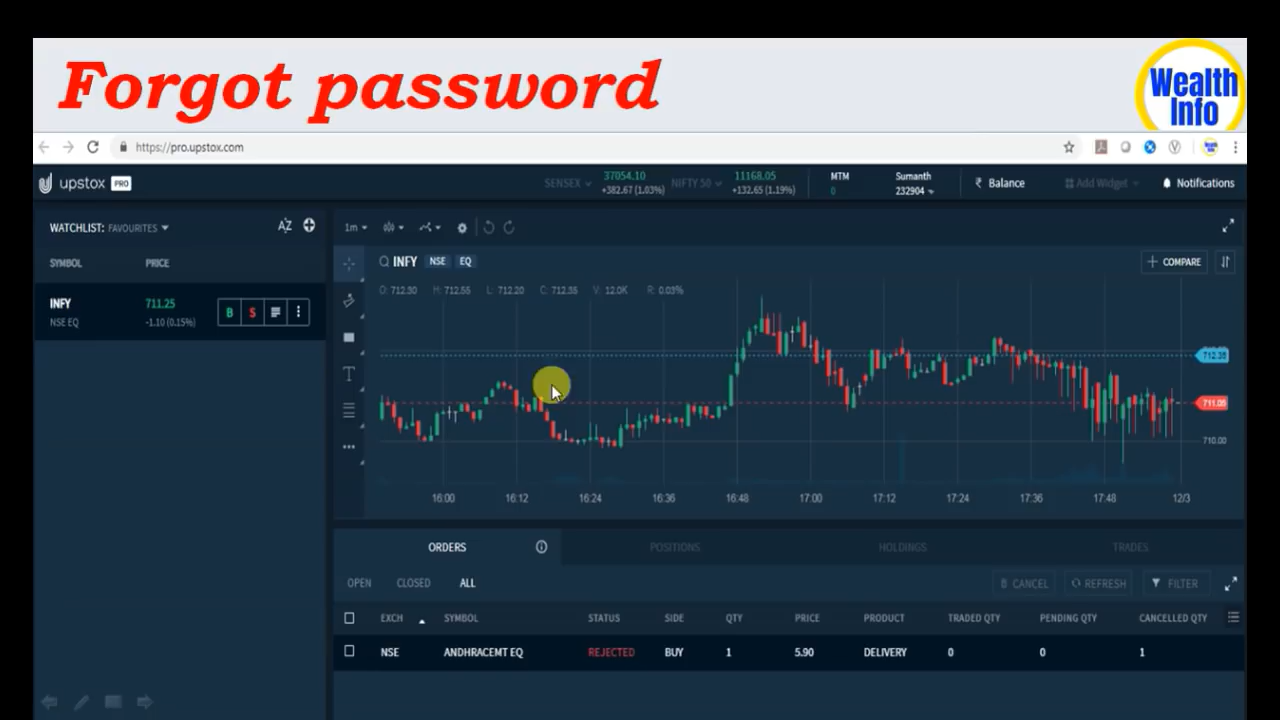 Forgot password
Wealth
Info
https://pro.upstox.com
upstox PRO
SENSEX 37054.10 +382.67 (1.03%) NIFTY 50 11168.05 +132.65 (1.19%)
MTM 0
Sumanth 232904
₹ Balance
Add Widget
Notifications
WATCHLIST: FAVOURITES
AZ
SYMBOL PRICE
INFY 711.25
NSE EQ -1.10 (0.15%)
B S
1m
INFY NSE EQ
+ COMPARE
O: 712.30 H: 712.55 L: 712.20 C: 712.35 V: 12.0K R: 0.03%
T
712.35
711.05
710.00
16:00 16:12 16:24 16:36 16:48 17:00 17:12 17:24 17:36 17:48 12/3
ORDERS POSITIONS HOLDINGS TRADES
OPEN CLOSED ALL CANCEL REFRESH FILTER
EXCH SYMBOL STATUS SIDE QTY PRICE PRODUCT TRADED QTY PENDING QTY CANCELLED QTY
NSE ANDHRACEMT EQ REJECTED BUY 1 5.90 DELIVERY 0 0 1